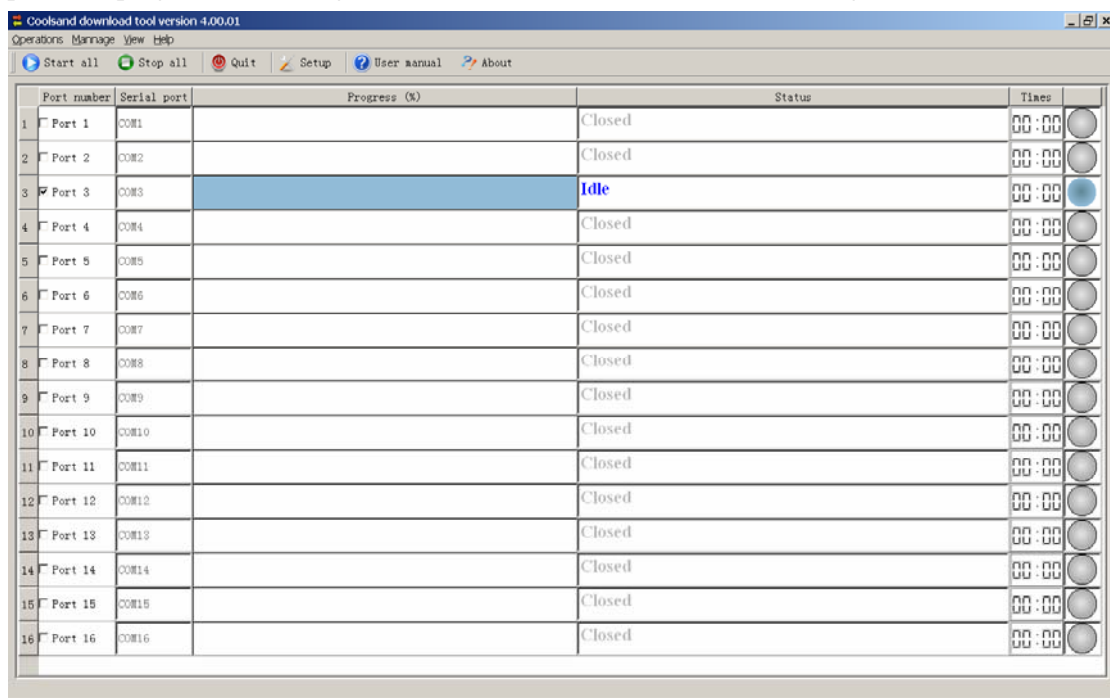 Coolsand download tool version 4.00.01
Operations Mannage View Help
Start all Stop all Quit Setup User manual About
Port number Serial port Progress (%) Status Times
1 Port 1 COM1 Closed 00:00
2 Port 2 COM2 Closed 00:00
3 Port 3 COM3 Idle 00:00
4 Port 4 COM4 Closed 00:00
5 Port 5 COM5 Closed 00:00
6 Port 6 COM6 Closed 00:00
7 Port 7 COM7 Closed 00:00
8 Port 8 COM8 Closed 00:00
9 Port 9 COM9 Closed 00:00
10 Port 10 COM10 Closed 00:00
11 Port 11 COM11 Closed 00:00
12 Port 12 COM12 Closed 00:00
13 Port 13 COM13 Closed 00:00
14 Port 14 COM14 Closed 00:00
15 Port 15 COM15 Closed 00:00
16 Port 16 COM16 Closed 00:00